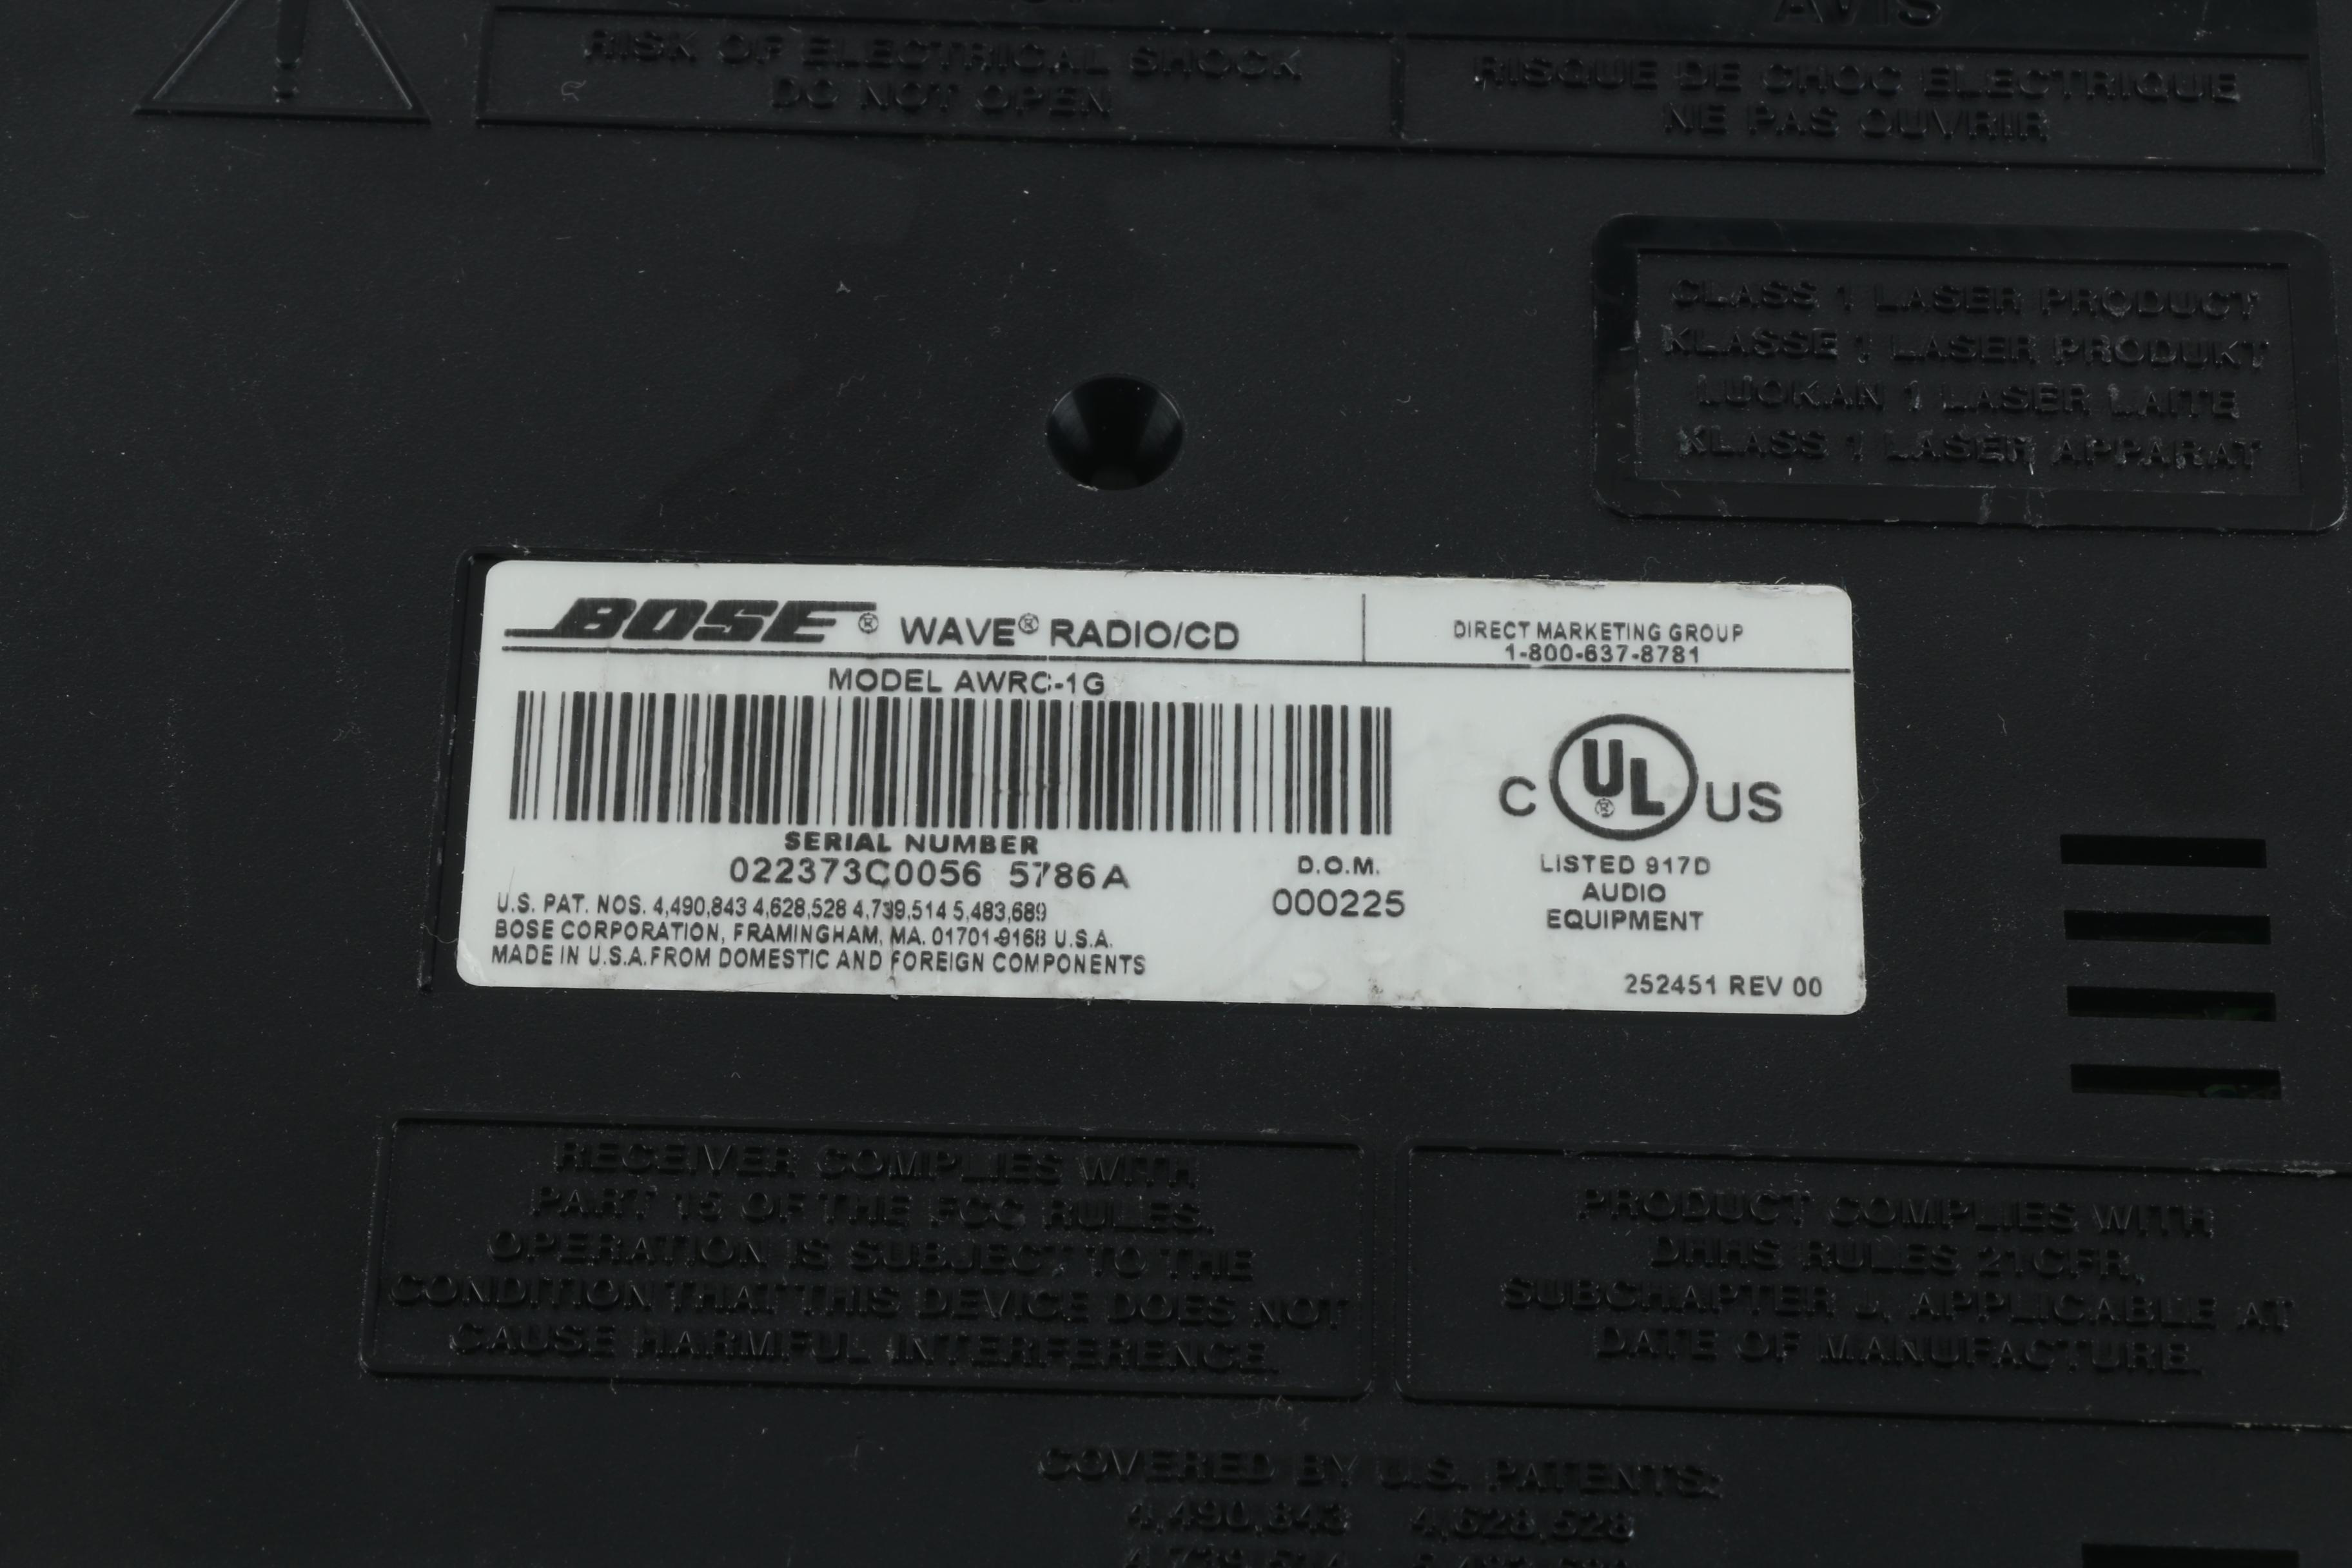 AVIS
RISK OF ELECTRICAL SHOCK
DO NOT OPEN
RISQUE DE CHOC ELECTRIQUE
NE PAS OUVRIR
CLASS 1 LASER PRODUCT
KLASSE 1 LASER PRODUKT
LUOKAN 1 LASER LAITE
KLASS 1 LASER APPARAT
BOSE® WAVE® RADIO/CD
DIRECT MARKETING GROUP
1-800-637-8781
MODEL AWRC-1G
SERIAL NUMBER
022373C0056 5786A
D.O.M.
000225
U.S. PAT. NOS. 4,490,843 4,628,528 4,739,514 5,483,689
BOSE CORPORATION, FRAMINGHAM, MA. 01701-9168 U.S.A.
MADE IN U.S.A. FROM DOMESTIC AND FOREIGN COMPONENTS
C UL® US
LISTED 917D
AUDIO
EQUIPMENT
252451 REV 00
RECEIVER COMPLIES WITH
PART 15 OF THE FCC RULES.
OPERATION IS SUBJECT TO THE
CONDITION THAT THIS DEVICE DOES NOT
CAUSE HARMFUL INTERFERENCE.
PRODUCT COMPLIES WITH
DHHS RULES 21 CFR,
SUBCHAPTER J, APPLICABLE AT
DATE OF MANUFACTURE.
COVERED BY U.S. PATENTS:
4,490,843 4,628,528